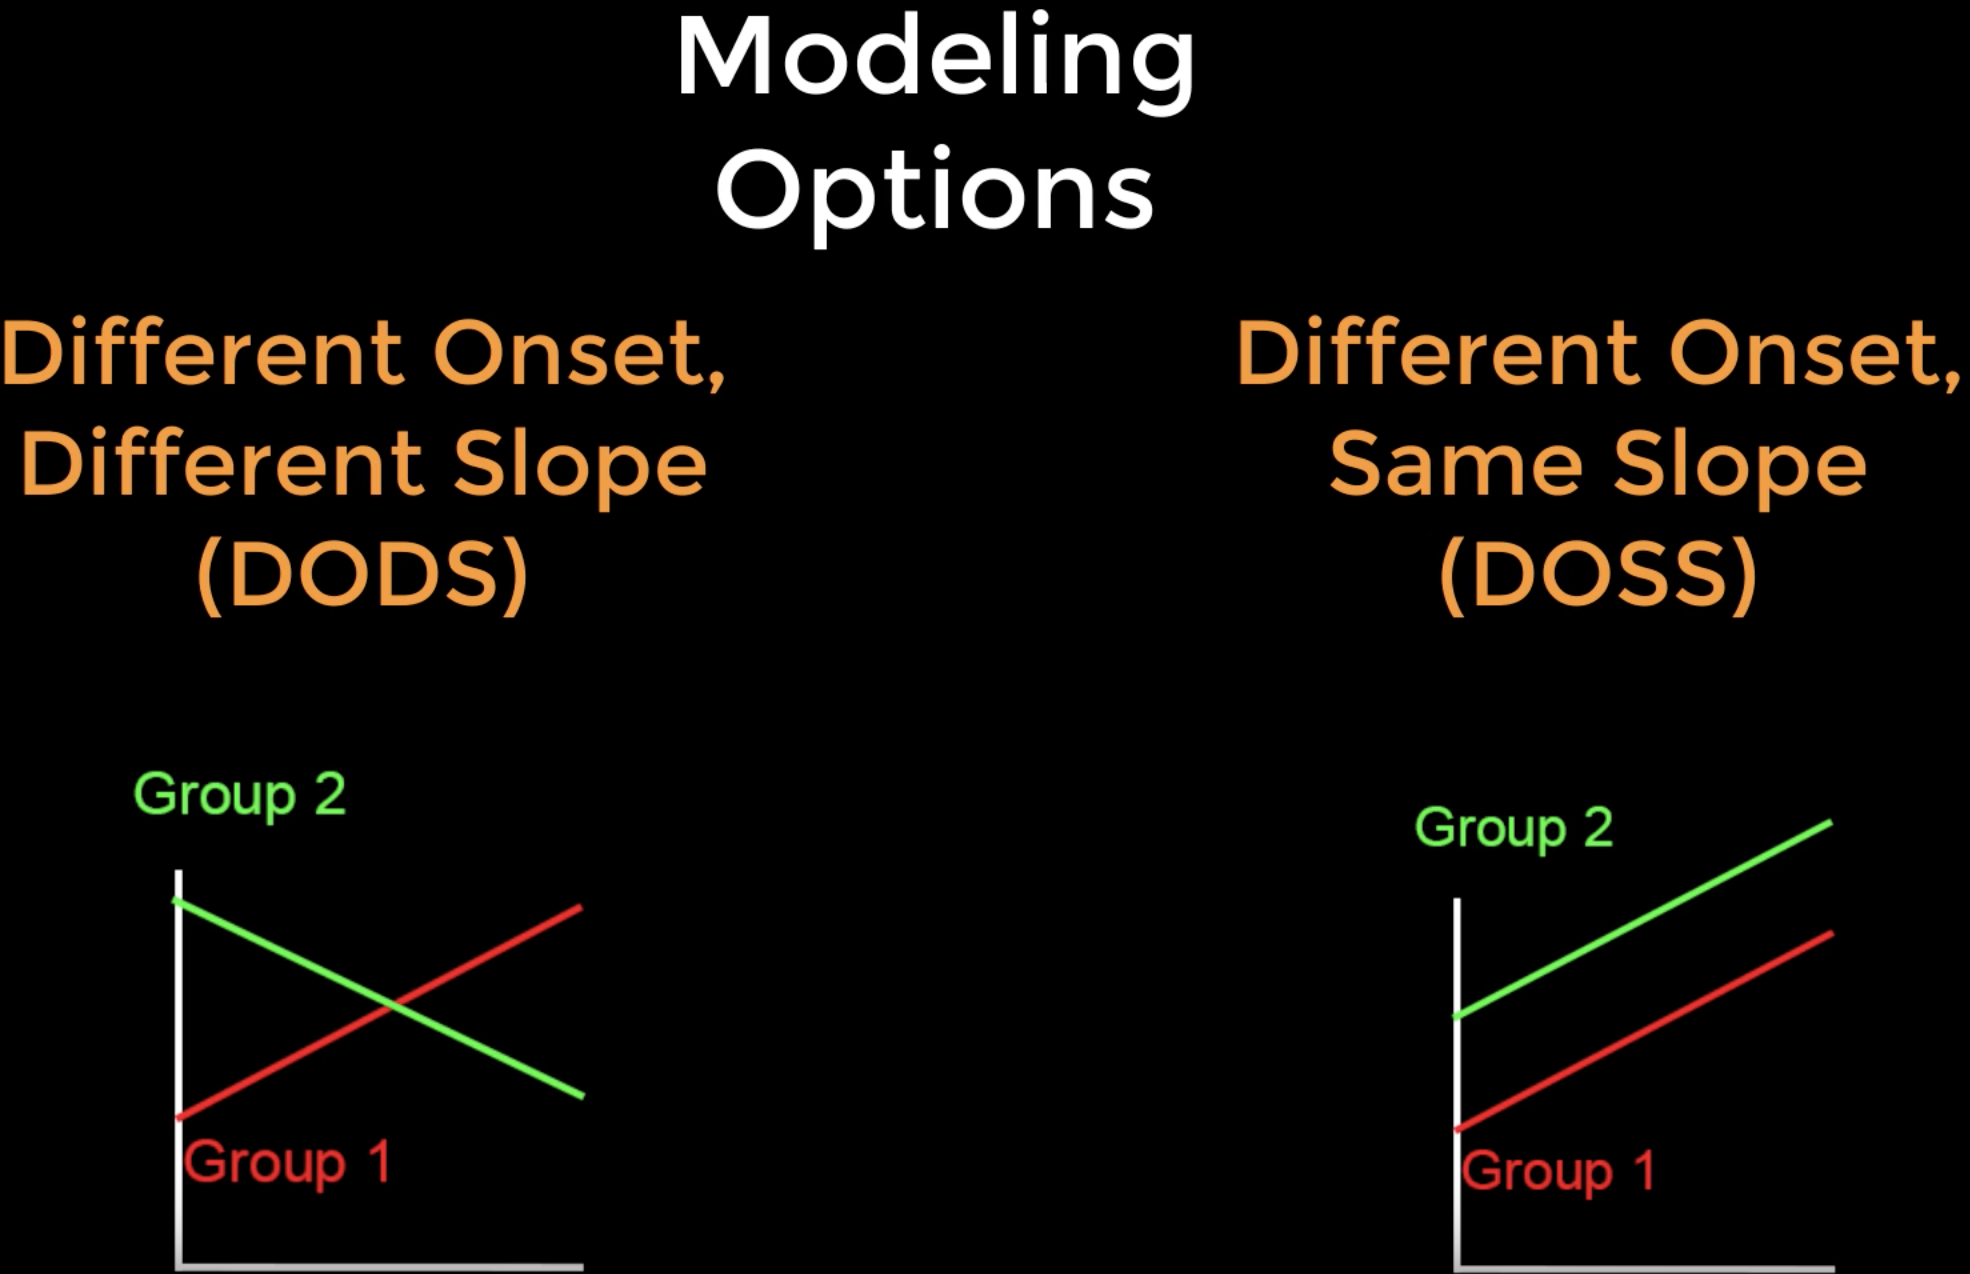 Modeling
Options
Different Onset,
Different Slope
(DODS)
Different Onset,
Same Slope
(DOSS)
Group 2
Group 1
Group 2
Group 1